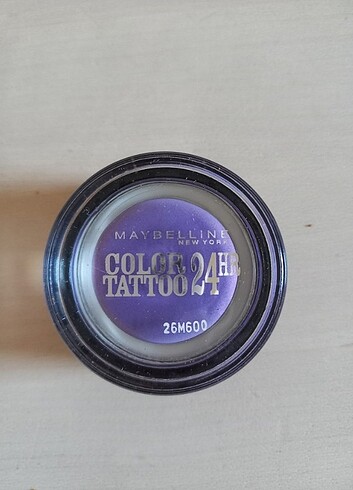 MAYBELLINE
NEW YORK
COLOR 24HR
TATTOO
26M600